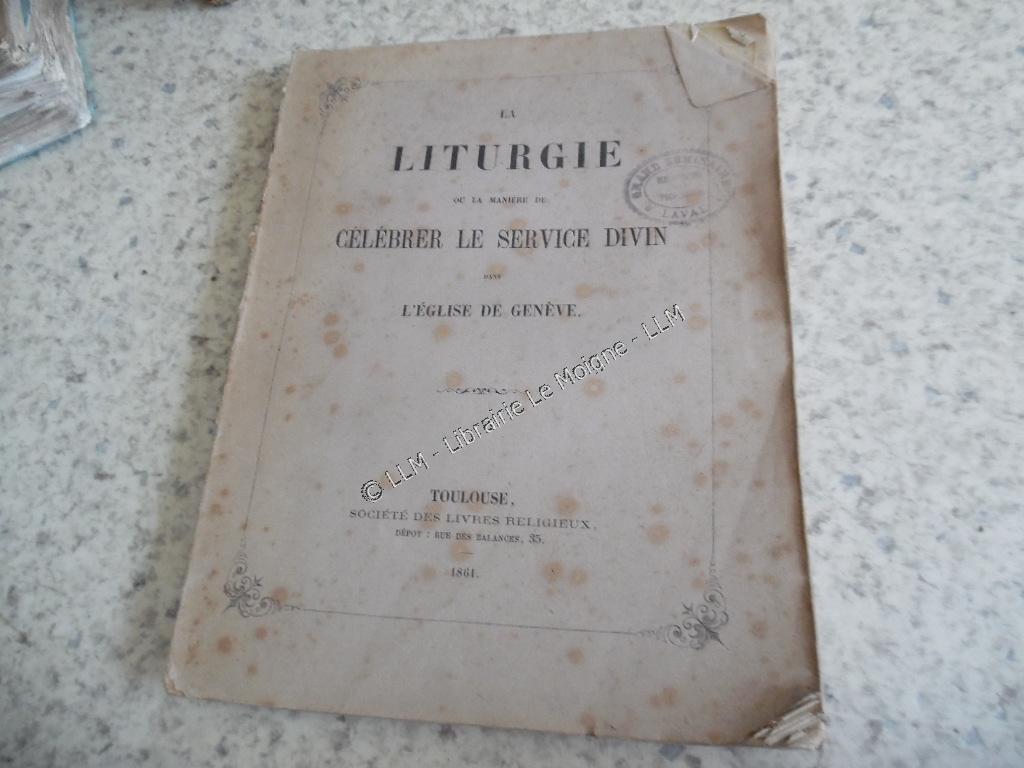 LA
LITURGIE
OU LA MANIÈRE DE
CÉLÉBRER LE SERVICE DIVIN
DANS
L'ÉGLISE DE GENÈVE.
TOULOUSE,
SOCIÉTÉ DES LIVRES RELIGIEUX,
DÉPOT : RUE DES BALANCES, 35.
1861.
GRAND SÉMINAIRE
LAVAL
© LLM - Librairie Le Moigne - LLM